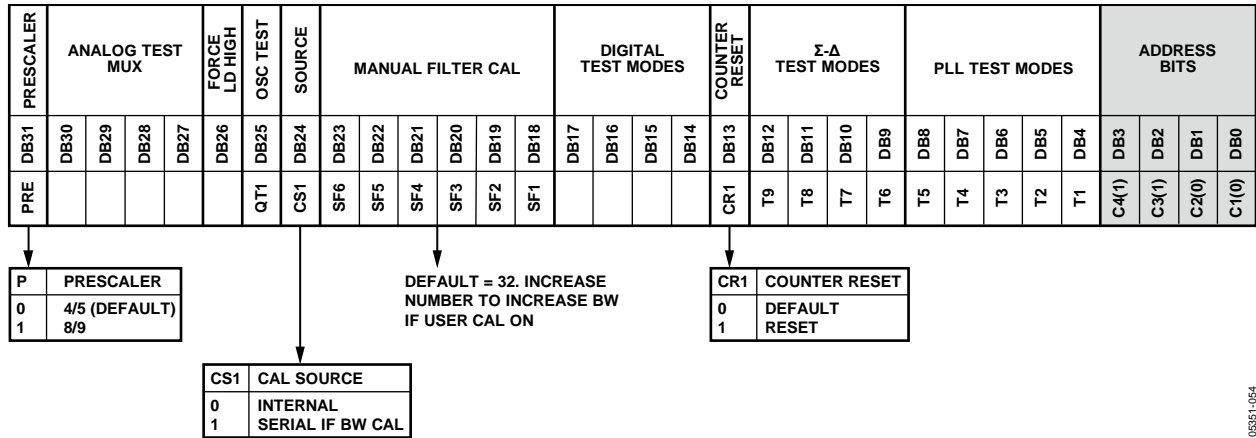 PRESCALER
ANALOG TEST
MUX
FORCE
LD HIGH
OSC TEST
SOURCE
MANUAL FILTER CAL
DIGITAL
TEST MODES
COUNTER
RESET
Σ-Δ
TEST MODES
PLL TEST MODES
ADDRESS
BITS
DB31 DB30 DB29 DB28 DB27 DB26 DB25 DB24 DB23 DB22 DB21 DB20 DB19 DB18 DB17 DB16 DB15 DB14 DB13 DB12 DB11 DB10 DB9 DB8 DB7 DB6 DB5 DB4 DB3 DB2 DB1 DB0
PRE QT1 CS1 SF6 SF5 SF4 SF3 SF2 SF1 CR1 T9 T8 T7 T6 T5 T4 T3 T2 T1 C4(1) C3(1) C2(0) C1(0)
P PRESCALER
0 4/5 (DEFAULT)
1 8/9
DEFAULT = 32. INCREASE
NUMBER TO INCREASE BW
IF USER CAL ON
CR1 COUNTER RESET
0 DEFAULT
1 RESET
CS1 CAL SOURCE
0 INTERNAL
1 SERIAL IF BW CAL
05351-054